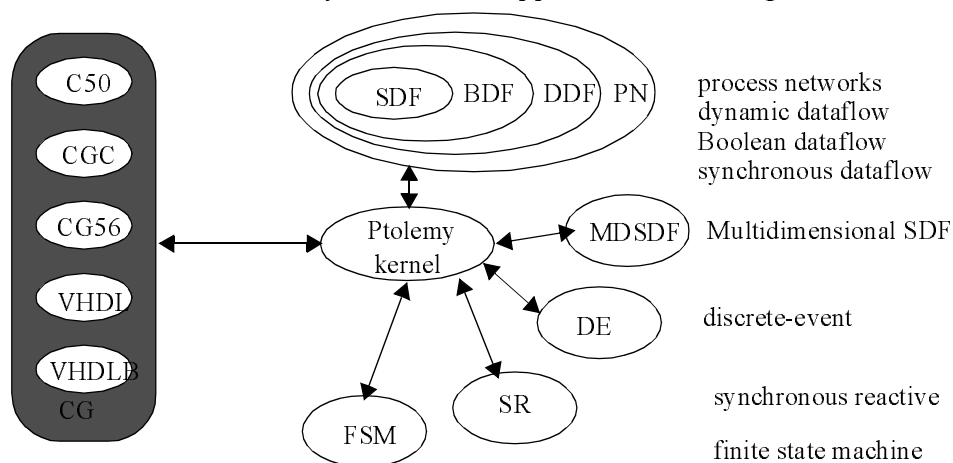 C50
CGC
CG56
VHDL
VHDLB
CG
SDF
BDF
DDF
PN
process networks
dynamic dataflow
Boolean dataflow
synchronous dataflow
Ptolemy
kernel
MDSDF
Multidimensional SDF
DE
discrete-event
SR
synchronous reactive
FSM
finite state machine